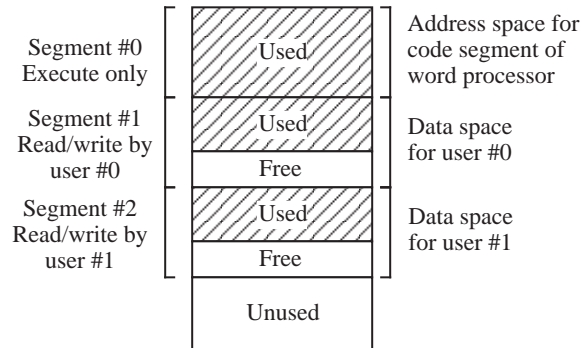 Segment #0
Execute only
Used
Address space for
code segment of
word processor
Segment #1
Read/write by
user #0
Used
Free
Data space
for user #0
Segment #2
Read/write by
user #1
Used
Free
Data space
for user #1
Unused